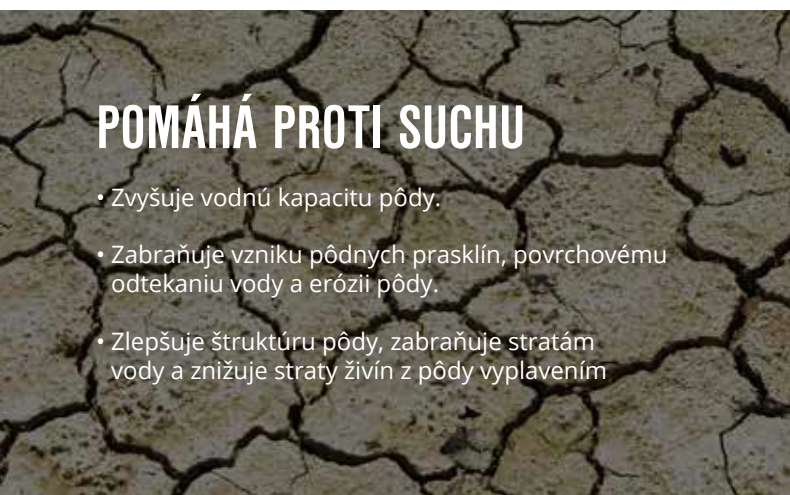 POMÁHÁ PROTI SUCHU
• Zvyšuje vodnú kapacitu pôdy.
• Zabraňuje vzniku pôdnych prasklín, povrchovému
odtekaniu vody a erózii pôdy.
• Zlepšuje štruktúru pôdy, zabraňuje stratám
vody a znižuje straty živín z pôdy vyplavením